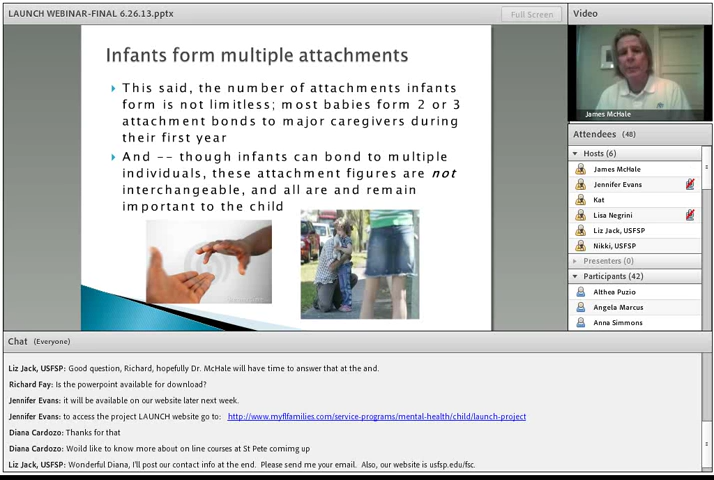 LAUNCH WEBINAR-FINAL 6.26.13.pptx
Full Screen
Infants form multiple attachments
This said, the number of attachments infants
form is not limitless; most babies form 2 or 3
attachment bonds to major caregivers during
their first year
And -- though infants can bond to multiple
individuals, these attachment figures are not
interchangeable, and all are and remain
important to the child
Video
James McHale
Attendees (48)
Hosts (6)
James McHale
Jennifer Evans
Kat
Lisa Negrini
Liz Jack, USFSP
Nikki, USFSP
Presenters (0)
Participants (42)
Althea Puzio
Angela Marcus
Anna Simmons
Chat (Everyone)
Liz Jack, USFSP: Good question, Richard, hopefully Dr. McHale will have time to answer that at the and.
Richard Fay: Is the powerpoint available for download?
Jennifer Evans: it will be available on our website later next week.
Jennifer Evans: to access the project LAUNCH website go to: http://www.myflfamilies.com/service-programs/mental-health/child/launch-project
Diana Cardozo: Thanks for that
Diana Cardozo: Woild like to know more about on line courses at St Pete comimg up
Liz Jack, USFSP: Wonderful Diana, I'll post our contact info at the end. Please send me your email. Also, our website is usfsp.edu/fsc.